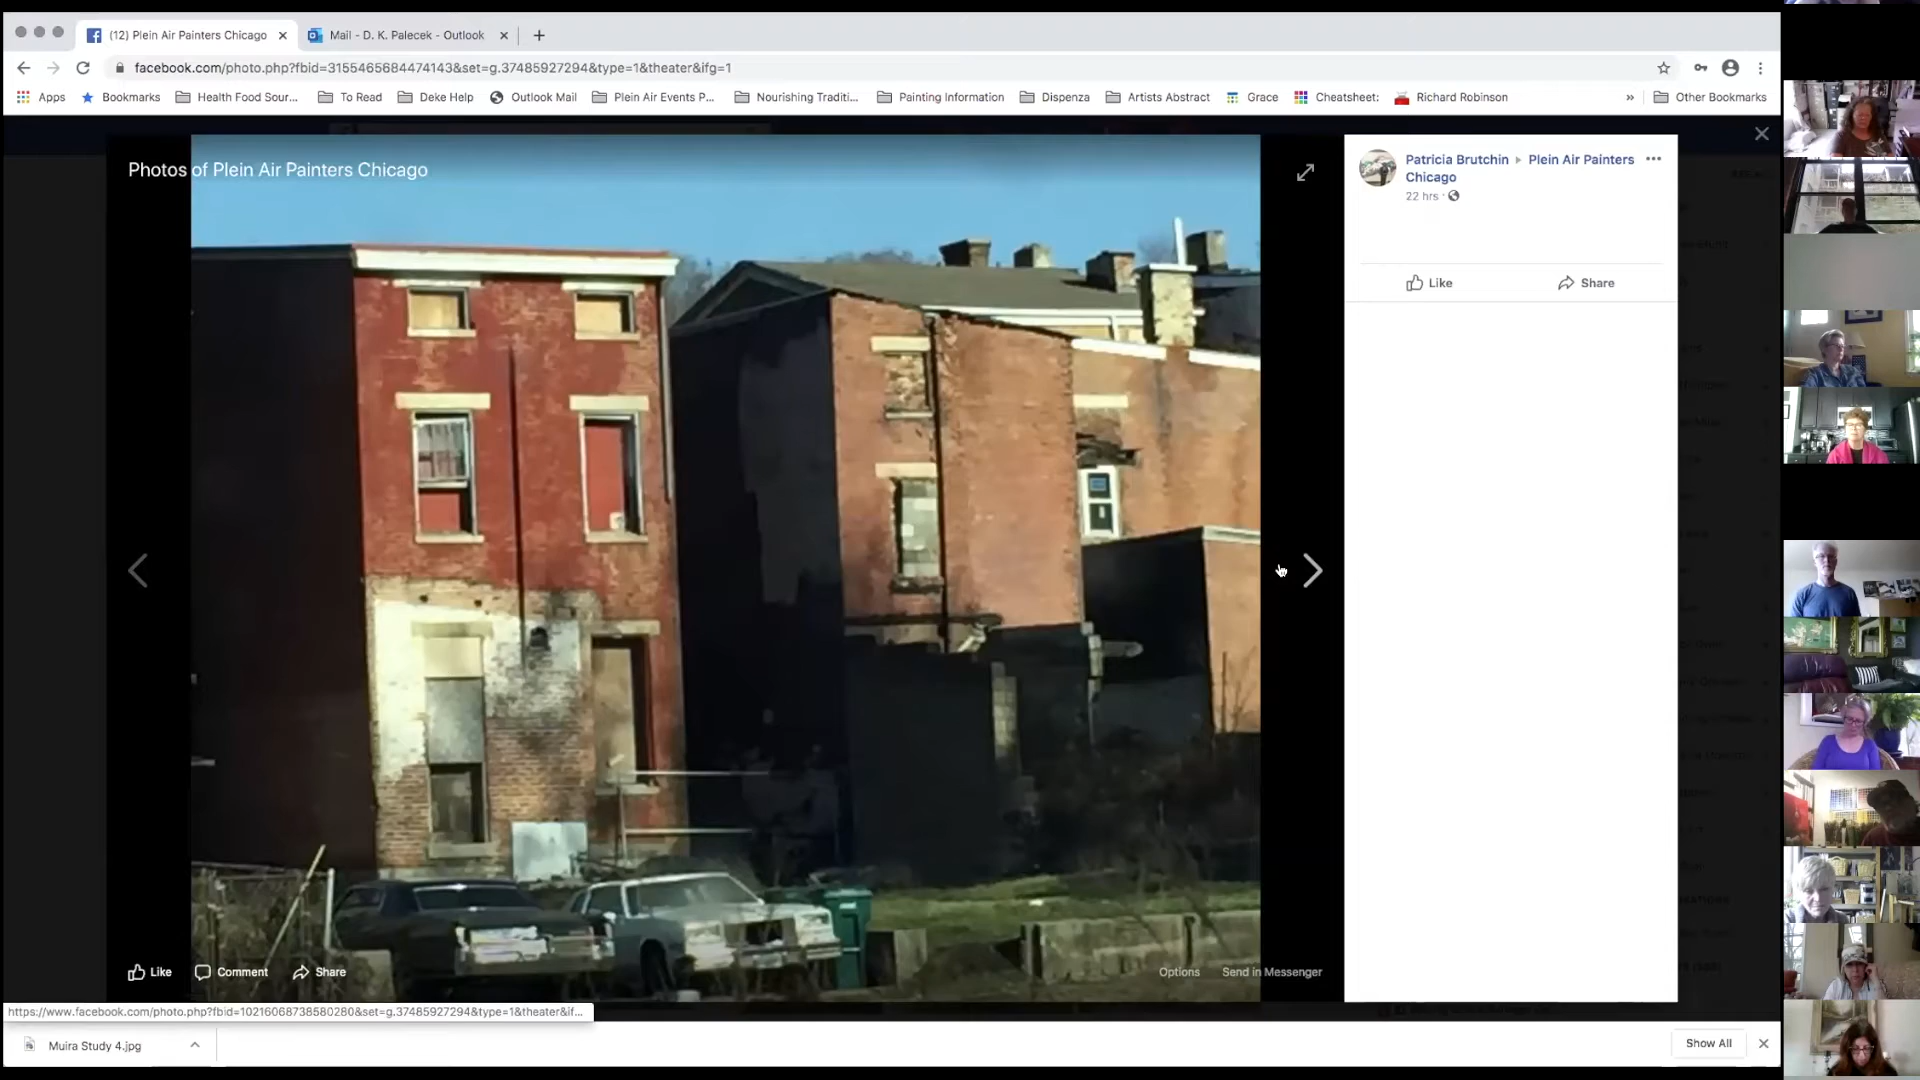 (12) Plein Air Painters Chicago
Mail - D. K. Palecek - Outlook
facebook.com/photo.php?fbid=3155465684474143&set=g.37485927294&type=1&theater&ifg=1
Apps Bookmarks Health Food Sour... To Read Deke Help Outlook Mail Plein Air Events P... Nourishing Traditi... Painting Information Dispenza Artists Abstract Grace Cheatsheet: Richard Robinson » Other Bookmarks
Photos of Plein Air Painters Chicago
Patricia Brutchin ▸ Plein Air Painters
Chicago
22 hrs ·
Like Share
Like Comment Share
Options Send in Messenger
https://www.facebook.com/photo.php?fbid=10216068738580280&set=g.37485927294&type=1&theater&if...
Muira Study 4.jpg
Show All